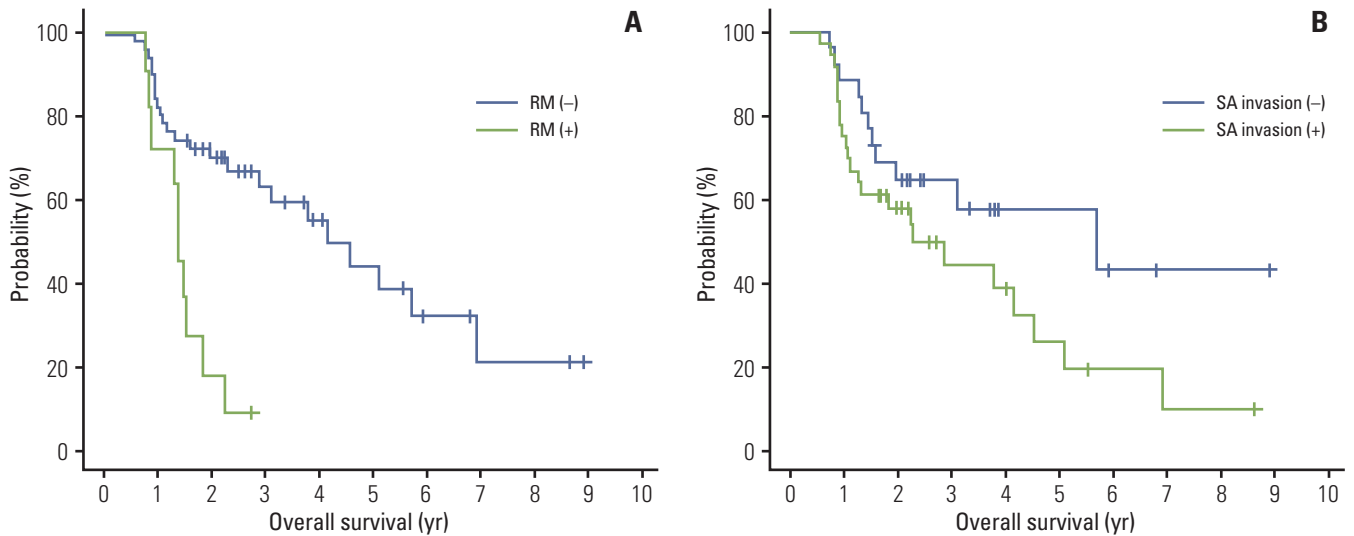 A
100
80
60
40
20
0
Probability (%)
RM (–)
RM (+)
0 1 2 3 4 5 6 7 8 9 10
Overall survival (yr)
B
100
80
60
40
20
0
Probability (%)
SA invasion (–)
SA invasion (+)
0 1 2 3 4 5 6 7 8 9 10
Overall survival (yr)